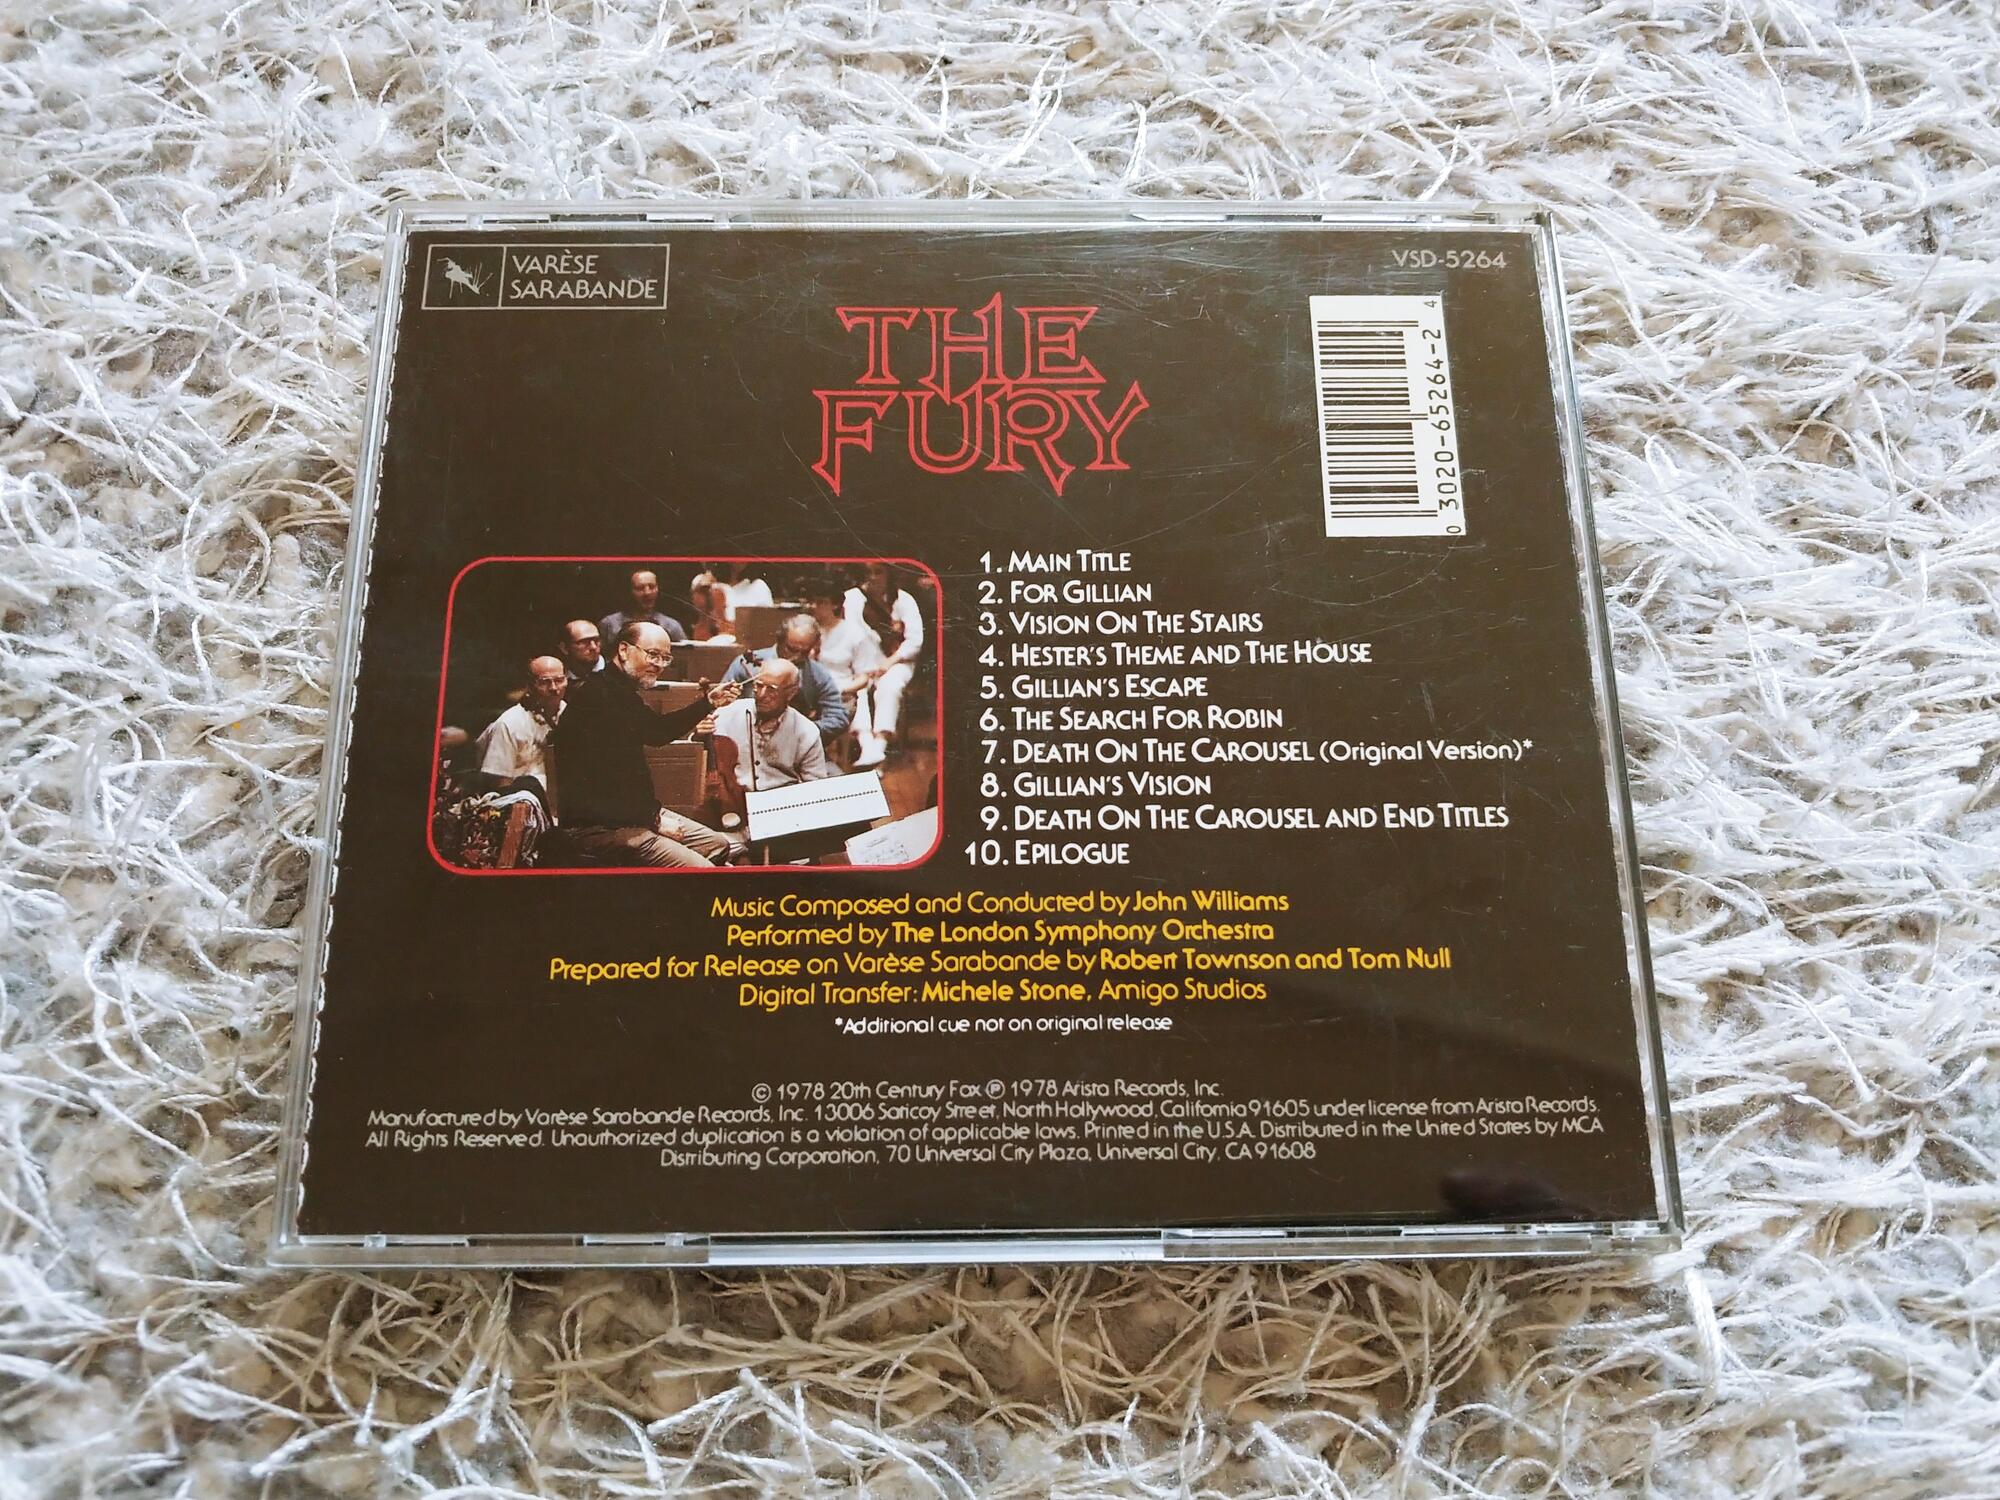 VARÈSE
SARABANDE
VSD-5264
THE
FURY
0 3020-65264-2 4
1. MAIN TITLE
2. FOR GILLIAN
3. VISION ON THE STAIRS
4. HESTER'S THEME AND THE HOUSE
5. GILLIAN'S ESCAPE
6. THE SEARCH FOR ROBIN
7. DEATH ON THE CAROUSEL (Original Version)*
8. GILLIAN'S VISION
9. DEATH ON THE CAROUSEL AND END TITLES
10. EPILOGUE
Music Composed and Conducted by John Williams
Performed by The London Symphony Orchestra
Prepared for Release on Varèse Sarabande by Robert Townson and Tom Null
Digital Transfer: Michele Stone, Amigo Studios
*Additional cue not on original release
© 1978 20th Century Fox ℗ 1978 Arista Records, Inc.
Manufactured by Varèse Sarabande Records, Inc. 13006 Saticoy Street, North Hollywood, California 91605 under license from Arista Records.
All Rights Reserved. Unauthorized duplication is a violation of applicable laws. Printed in the U.S.A. Distributed in the United States by MCA
Distributing Corporation, 70 Universal City Plaza, Universal City, CA 91608